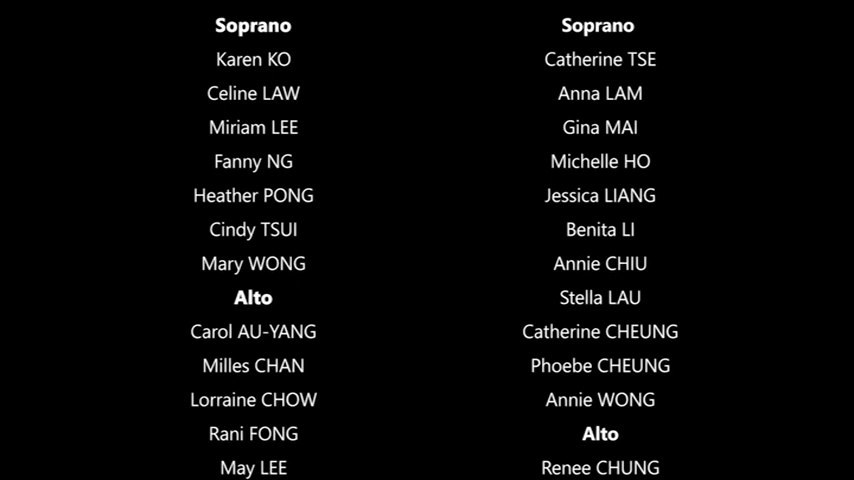 Soprano
Karen KO
Celine LAW
Miriam LEE
Fanny NG
Heather PONG
Cindy TSUI
Mary WONG
Alto
Carol AU-YANG
Milles CHAN
Lorraine CHOW
Rani FONG
May LEE
Soprano
Catherine TSE
Anna LAM
Gina MAI
Michelle HO
Jessica LIANG
Benita LI
Annie CHIU
Stella LAU
Catherine CHEUNG
Phoebe CHEUNG
Annie WONG
Alto
Renee CHUNG